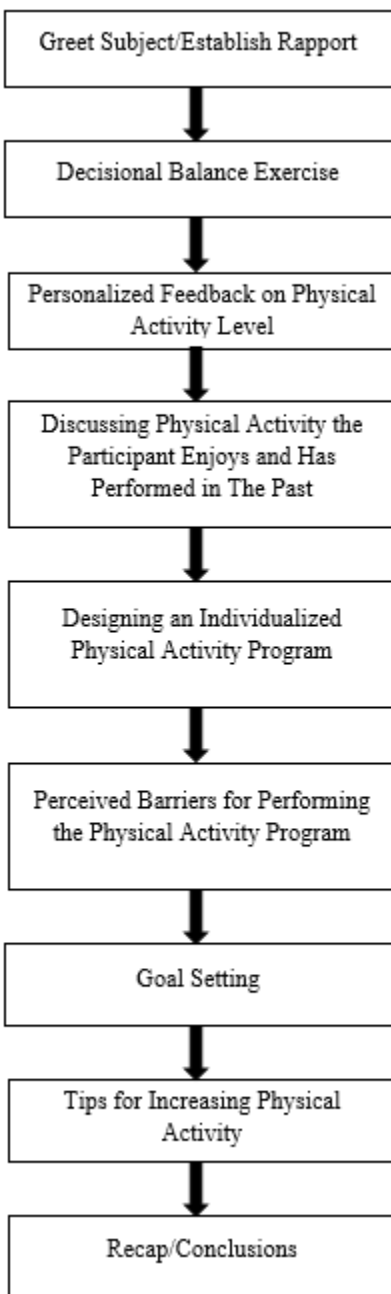 Greet Subject/Establish Rapport
Decisional Balance Exercise
Personalized Feedback on Physical
Activity Level
Discussing Physical Activity the
Participant Enjoys and Has
Performed in The Past
Designing an Individualized
Physical Activity Program
Perceived Barriers for Performing
the Physical Activity Program
Goal Setting
Tips for Increasing Physical
Activity
Recap/Conclusions